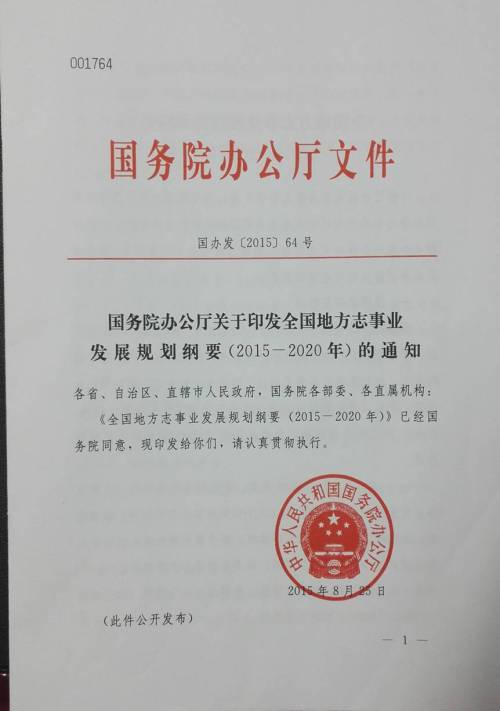 001764
国务院办公厅文件
国办发〔2015〕64号
国务院办公厅关于印发全国地方志事业
发展规划纲要（2015－2020年）的通知
各省、自治区、直辖市人民政府，国务院各部委、各直属机构：
《全国地方志事业发展规划纲要（2015－2020年）》已经国
务院同意，现印发给你们，请认真贯彻执行。
中华人民共和国国务院办公厅
2015年8月25日
（此件公开发布）
— 1 —